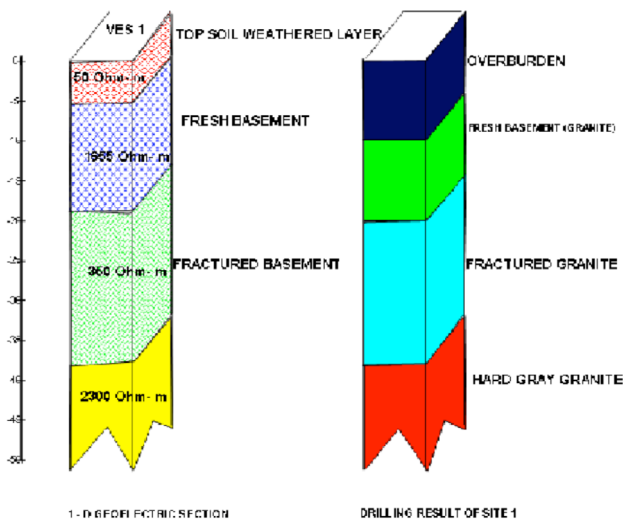 VES 1
TOP SOIL WEATHERED LAYER
50 Ohm- m
FRESH BASEMENT
Ohm- m
FRACTURED BASEMENT
350 Ohm- m
2300 Ohm- m
1 - D GEOELECTRIC SECTION
OVERBURDEN
FRESH BASEMENT (GRANITE)
FRACTURED GRANITE
HARD GRAY GRANITE
DRILLING RESULT OF SITE 1
0
-5
-10
-15
-20
-25
-30
-35
-40
-45
-50